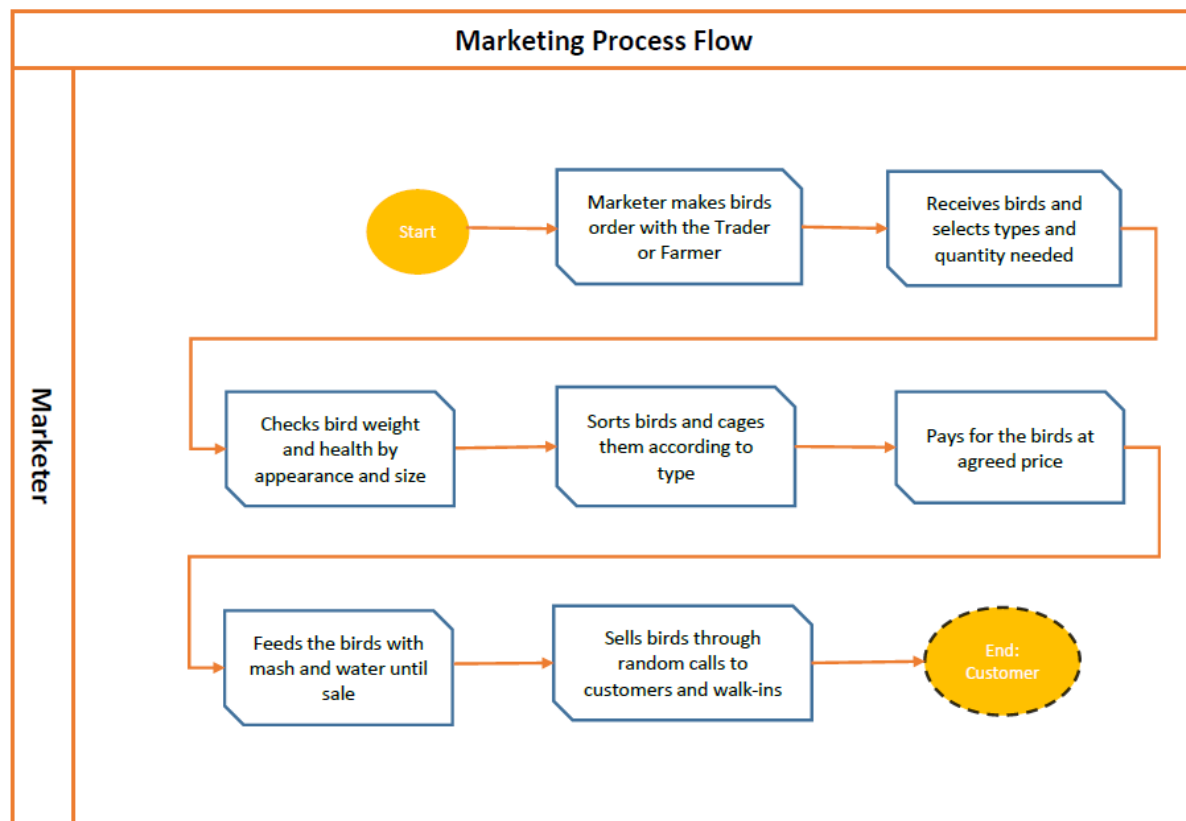 Marketing Process Flow
Marketer
Start
Marketer makes birds
order with the Trader
or Farmer
Receives birds and
selects types and
quantity needed
Checks bird weight
and health by
appearance and size
Sorts birds and cages
them according to
type
Pays for the birds at
agreed price
Feeds the birds with
mash and water until
sale
Sells birds through
random calls to
customers and walk-ins
End:
Customer